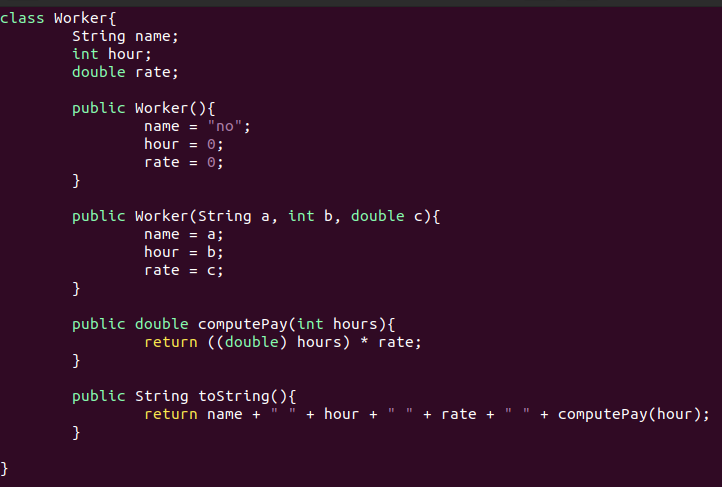 class Worker{
        String name;
        int hour;
        double rate;

        public Worker(){
                name = "no";
                hour = 0;
                rate = 0;
        }

        public Worker(String a, int b, double c){
                name = a;
                hour = b;
                rate = c;
        }

        public double computePay(int hours){
                return ((double) hours) * rate;
        }

        public String toString(){
                return name + " " + hour + " " + rate + " " + computePay(hour);
        }

}